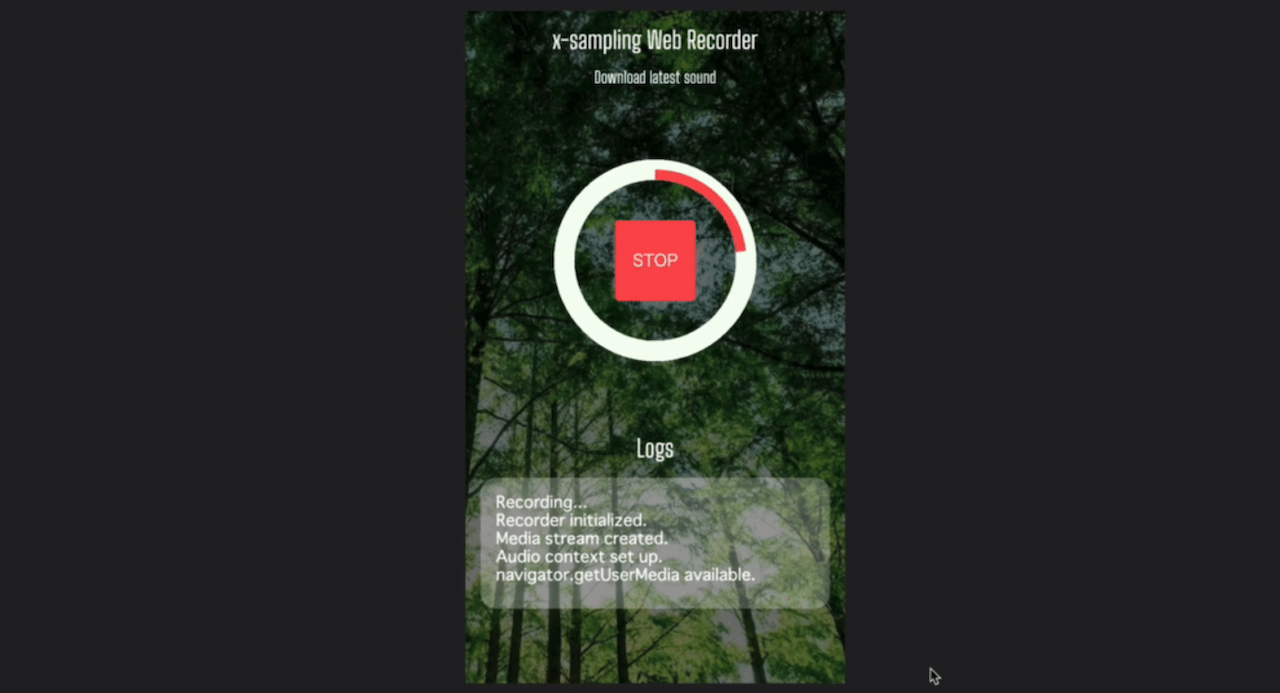 x-sampling Web Recorder
Download latest sound
STOP
Logs
Recording...
Recorder initialized.
Media stream created.
Audio context set up.
navigator.getUserMedia available.